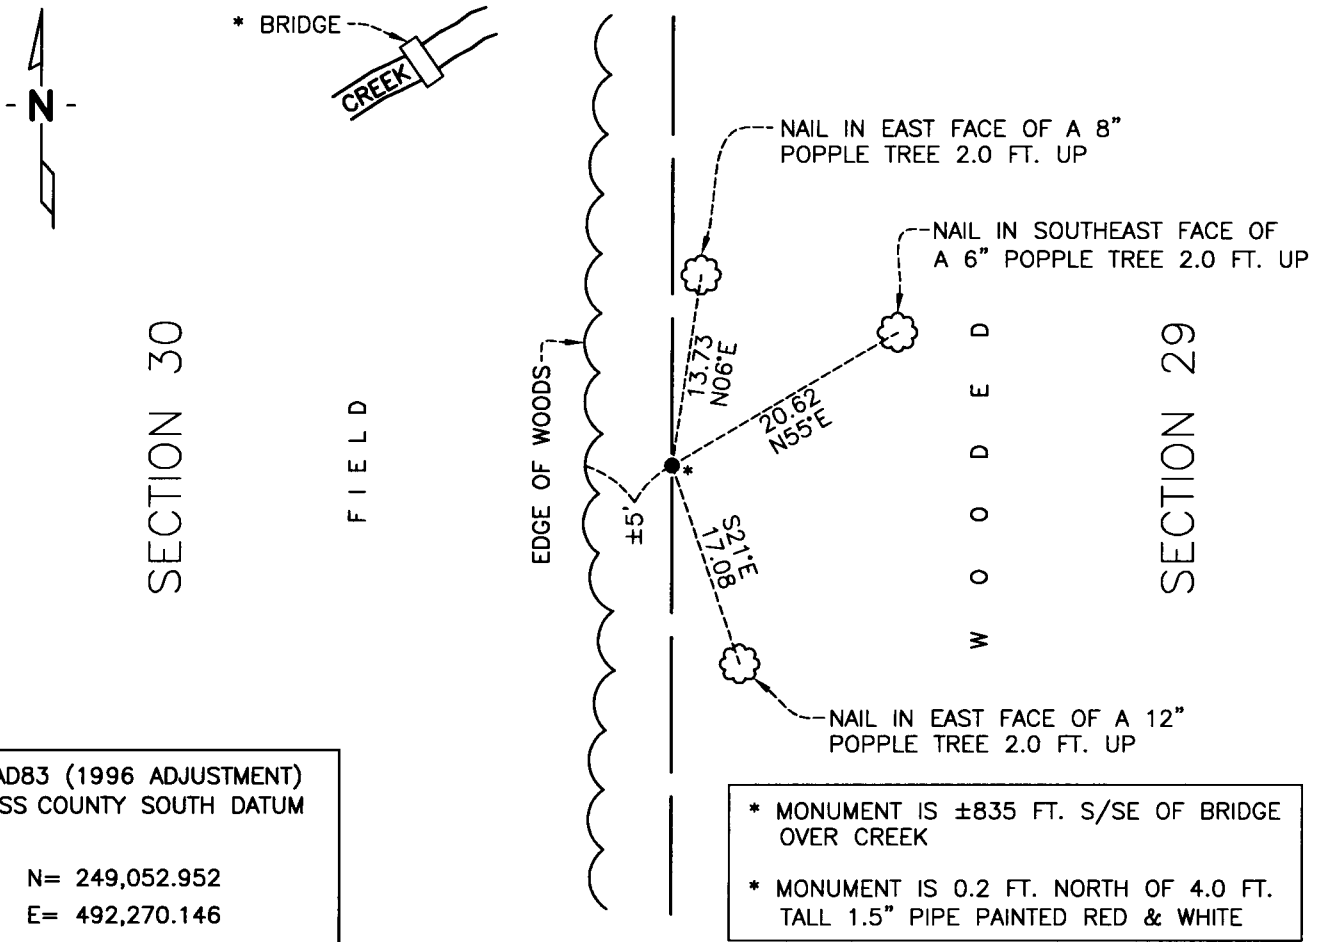 * BRIDGE
CREEK
- N -
NAIL IN EAST FACE OF A 8"
POPPLE TREE 2.0 FT. UP
NAIL IN SOUTHEAST FACE OF
A 6" POPPLE TREE 2.0 FT. UP
SECTION 30
FIELD
EDGE OF WOODS
±5'
13.73
N06°E
20.62
N55°E
*
S21°E
17.08
WOODED
SECTION 29
NAIL IN EAST FACE OF A 12"
POPPLE TREE 2.0 FT. UP
AD83 (1996 ADJUSTMENT)
SS COUNTY SOUTH DATUM
N= 249,052.952
E= 492,270.146
* MONUMENT IS ±835 FT. S/SE OF BRIDGE
OVER CREEK
* MONUMENT IS 0.2 FT. NORTH OF 4.0 FT.
TALL 1.5" PIPE PAINTED RED & WHITE